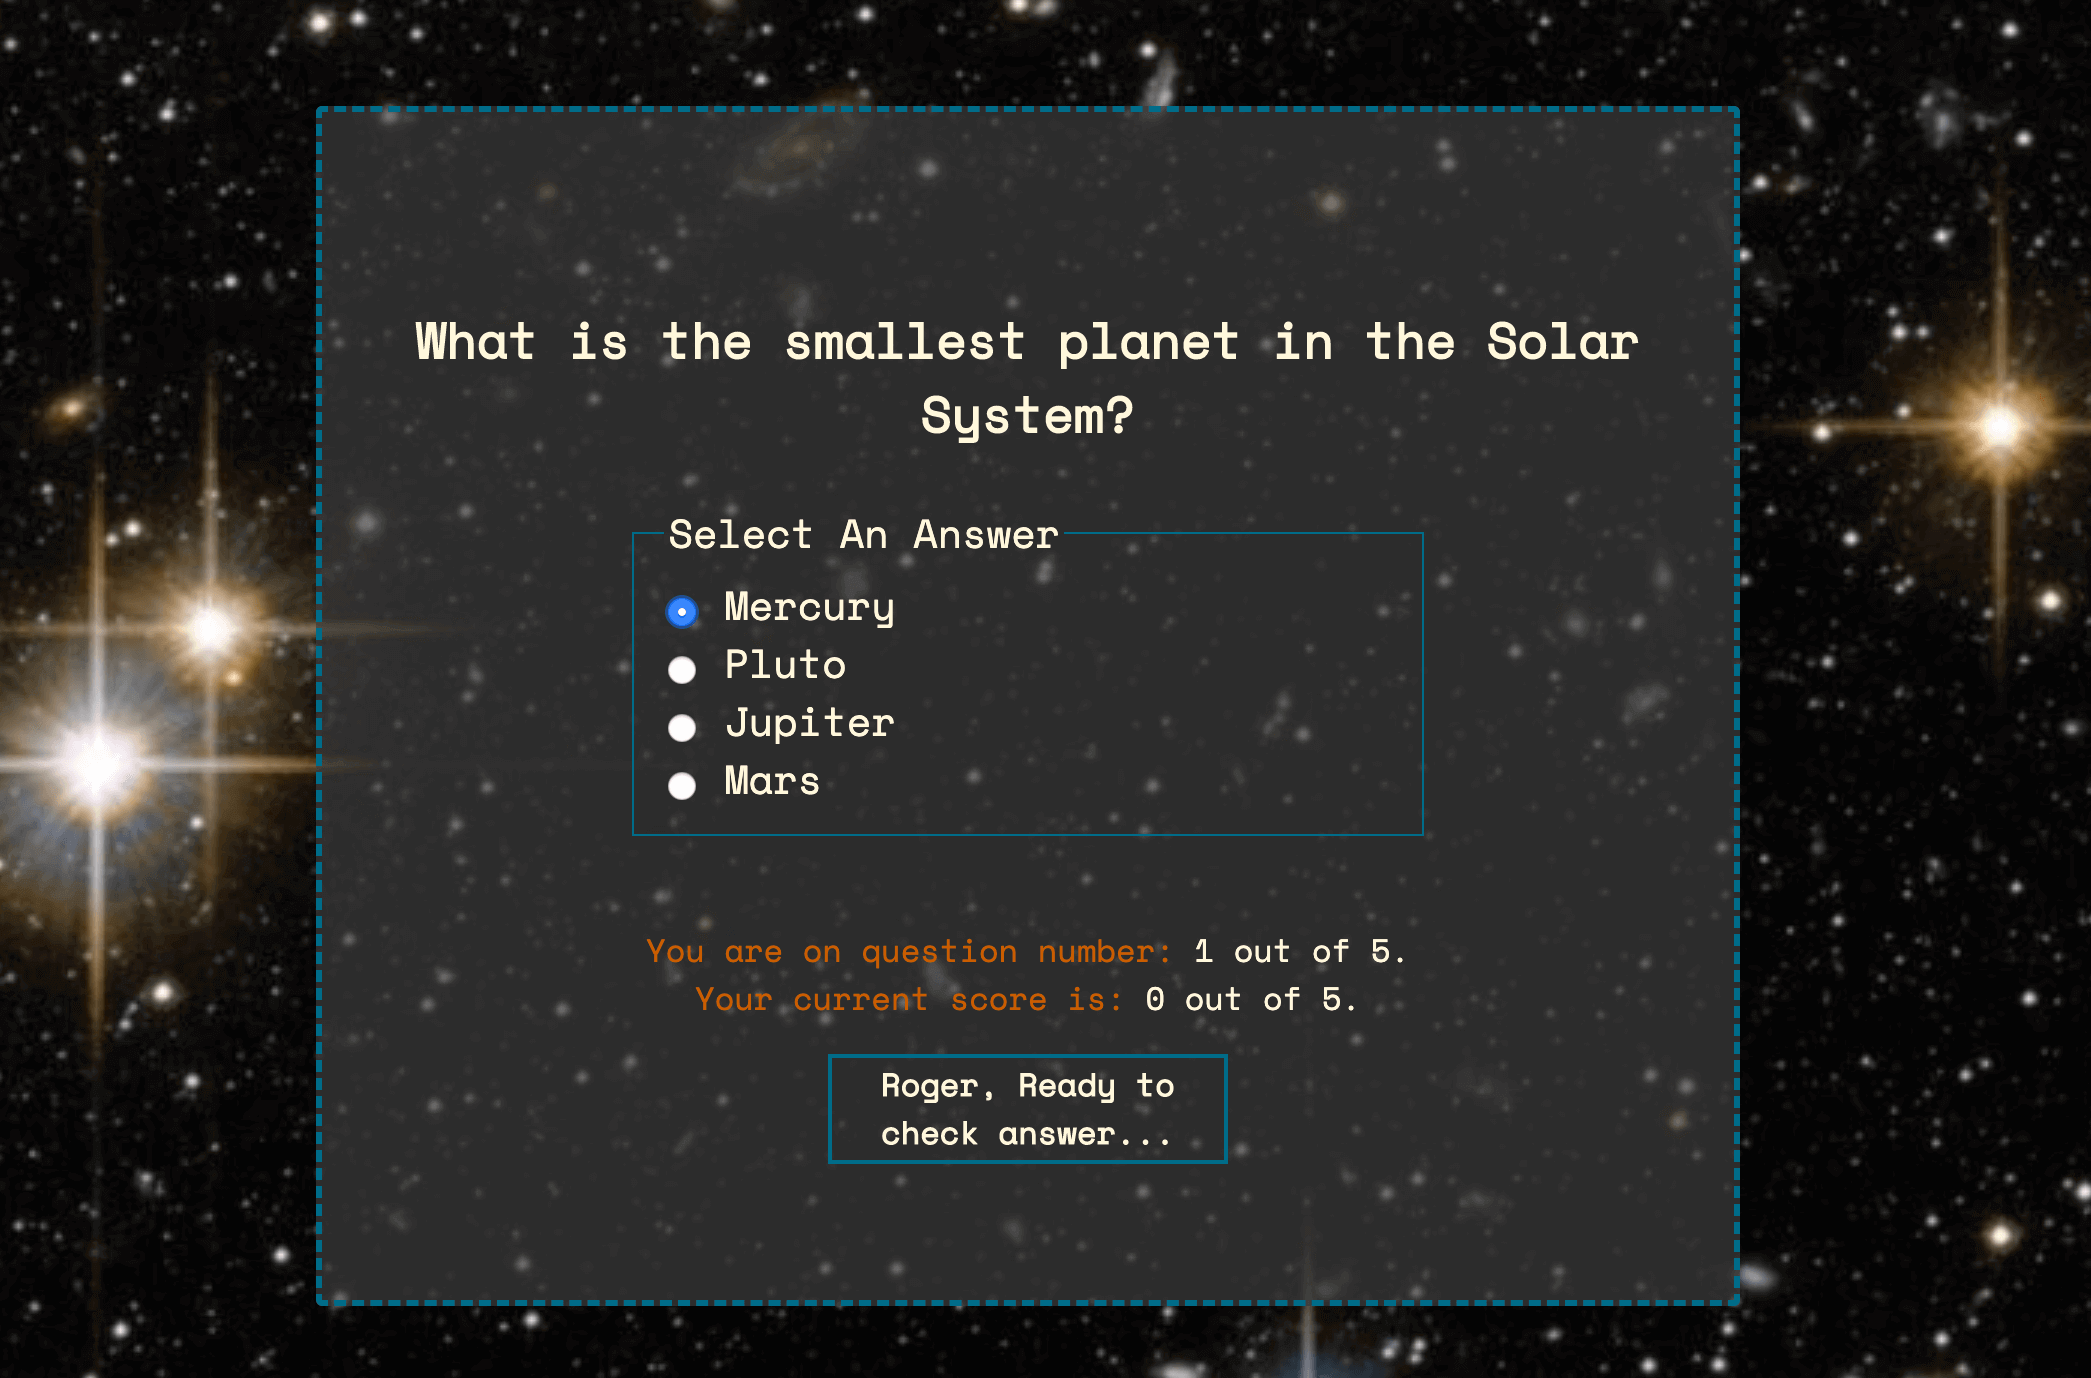 What is the smallest planet in the Solar
System?
Select An Answer
Mercury
Pluto
Jupiter
Mars
You are on question number: 1 out of 5.
Your current score is: 0 out of 5.
Roger, Ready to
check answer...